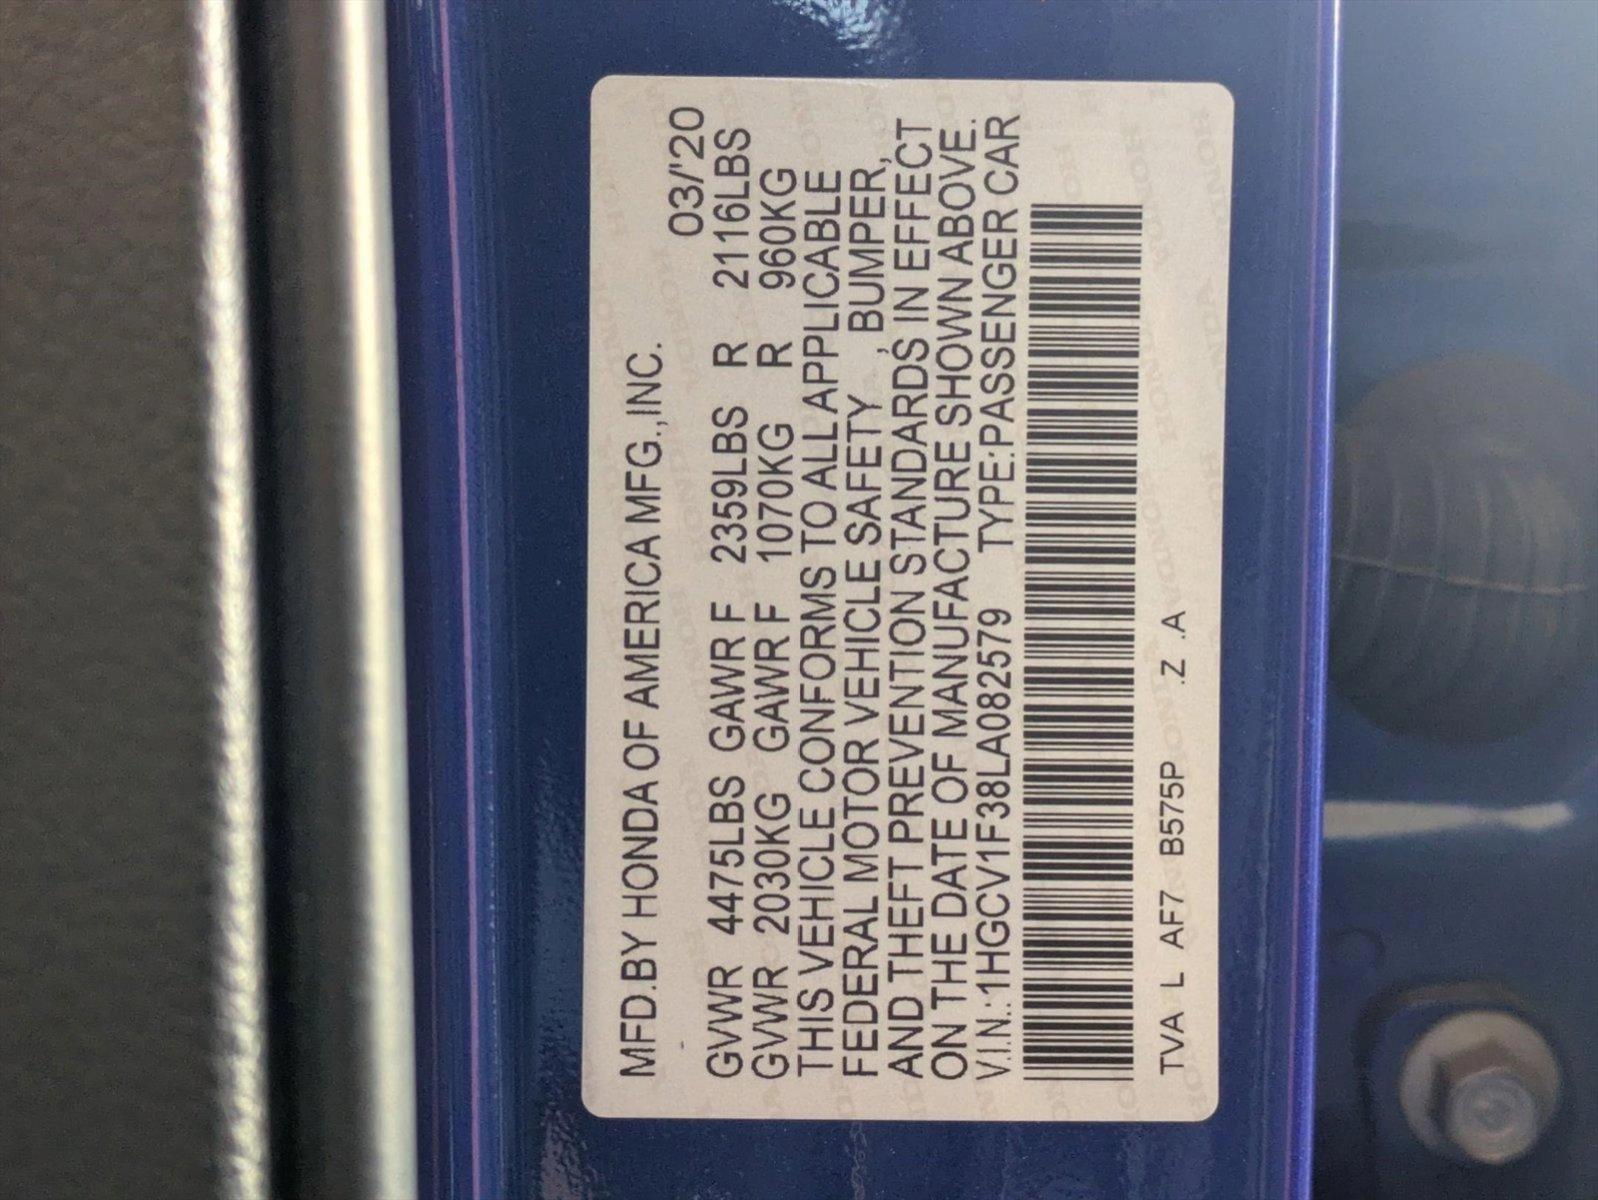 MFD.BY HONDA OF AMERICA MFG.,INC.
03/'20
GVWR 4475LBS GAWR F 2359LBS R 2116LBS
GVWR 2030KG GAWR F 1070KG R 960KG
THIS VEHICLE CONFORMS TO ALL APPLICABLE
FEDERAL MOTOR VEHICLE SAFETY , BUMPER,
AND THEFT PREVENTION STANDARDS IN EFFECT
ON THE DATE OF MANUFACTURE SHOWN ABOVE.
V.I.N.:1HGCV1F38LA082579 TYPE:PASSENGER CAR
TVA L AF7 B575P .Z .A